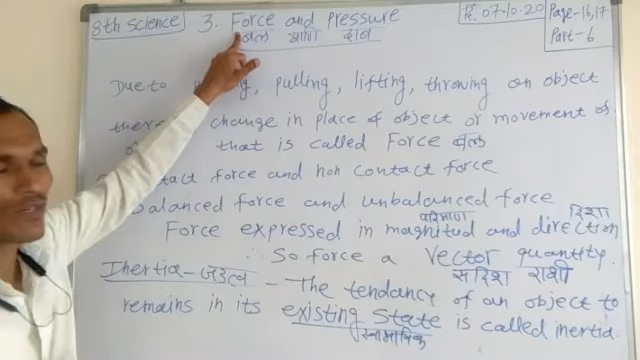 8th science
3. Force and pressure
बल आणि दाब
Dt. 07-10-20
Page-16,17
Part-6
Due to pulling, lifting, throwing an object
there change in place of object or movement of
that is called Force बल
contact force and non contact force
balanced force and unbalanced force
परिमाण दिशा
Force expressed in magnitud and direction
∴ So force a vector quantity.
सदिश राशी
Inertia - जडत्व - The tendancy of an object to
remains in its existing state is called inertia.
स्वाभाविक